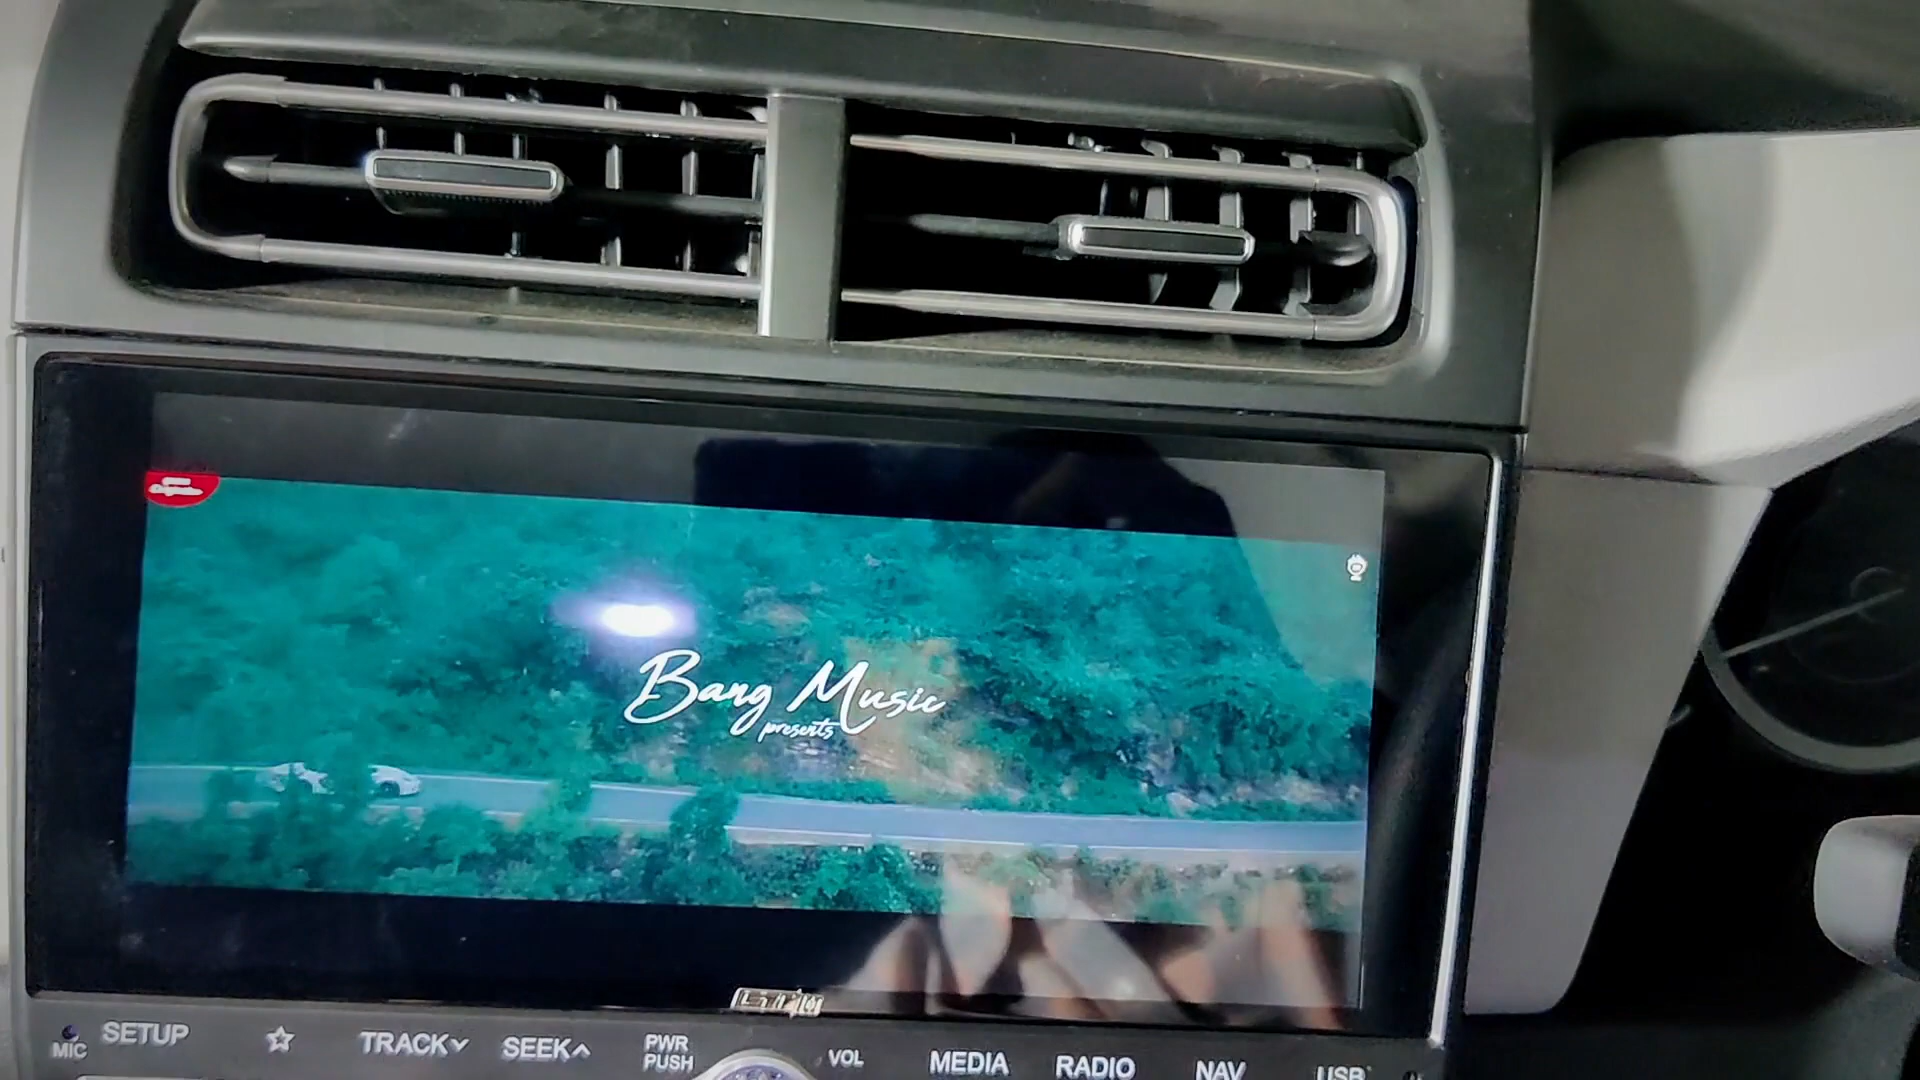 Bang Music
presents
SETUP
TRACK
SEEK
PWR
PUSH
VOL
MEDIA
RADIO
NAV
USB
MIC